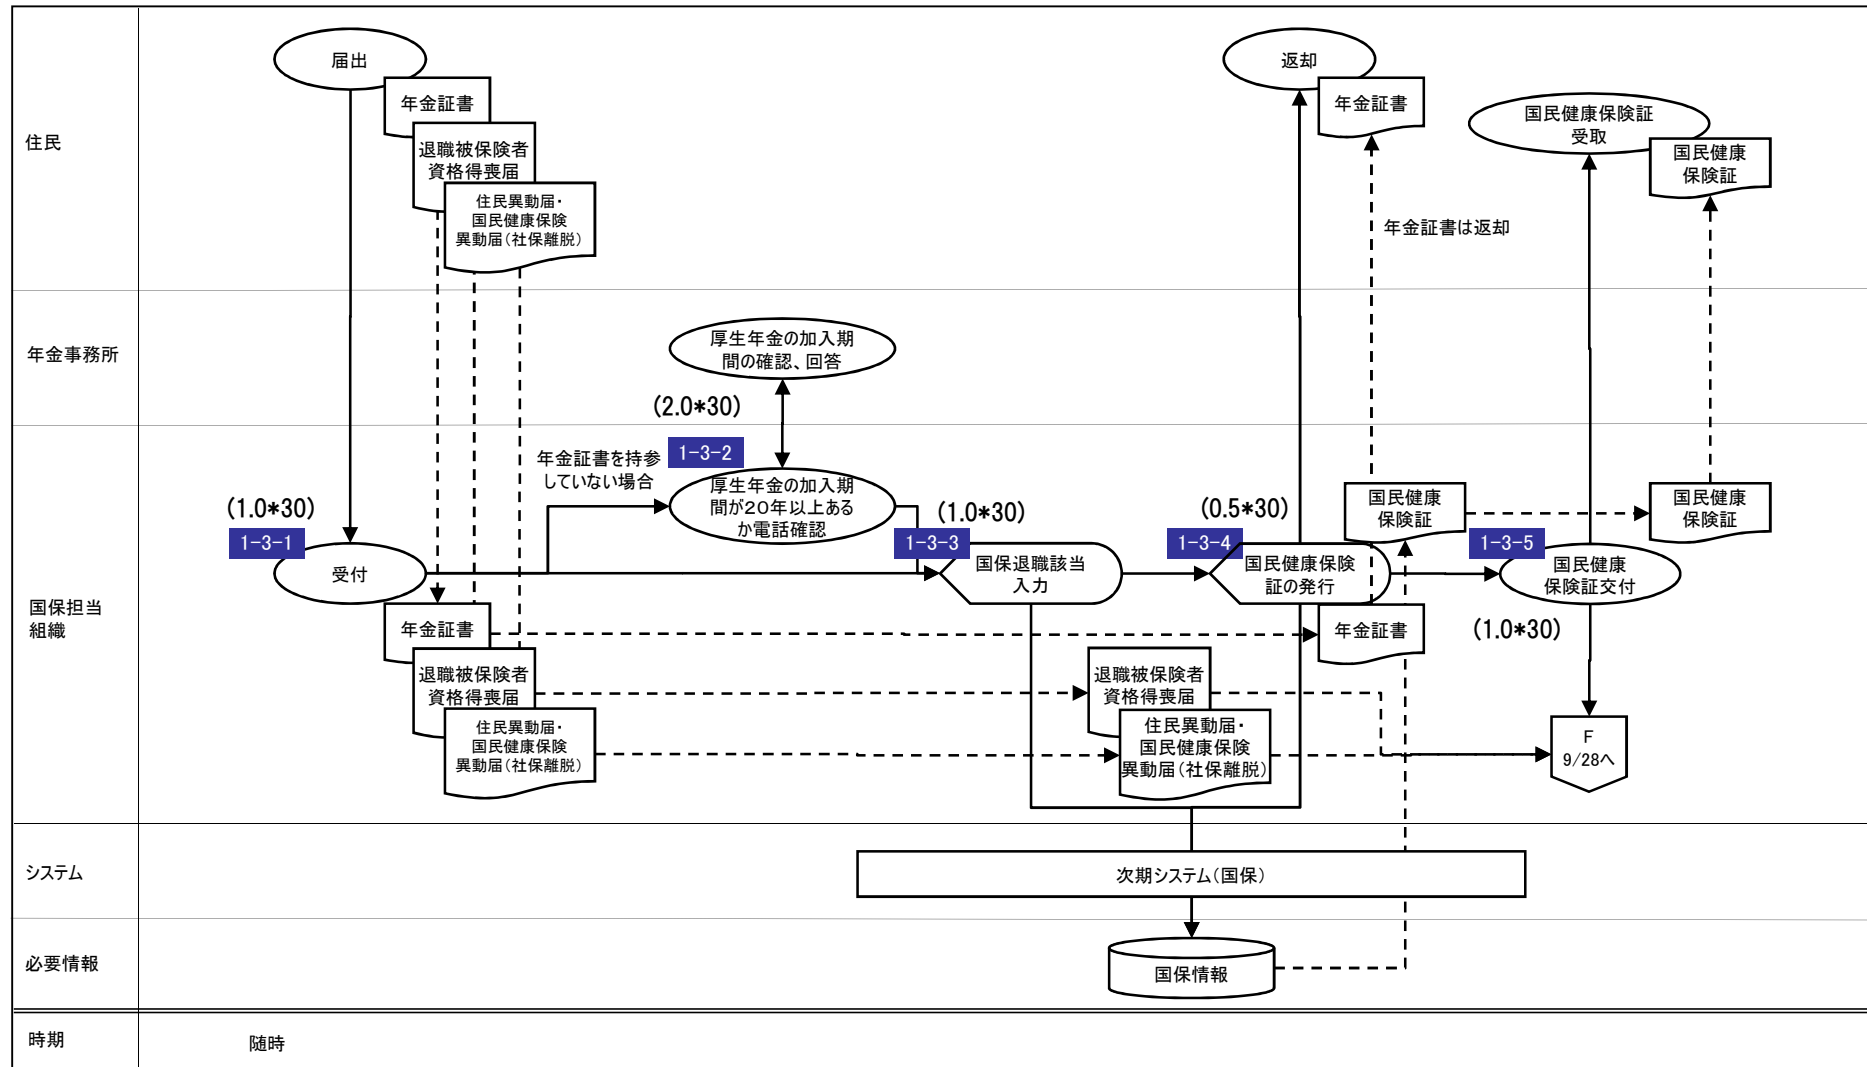 住民
届出
年金証書
退職被保険者
資格得喪届
住民異動届・
国民健康保険
異動届(社保離脱)
返却
年金証書
国民健康保険証
受取
国民健康
保険証
年金証書は返却
年金事務所
厚生年金の加入期
間の確認、回答
(2.0*30)
国保担当
組織
(1.0*30)
1-3-1
受付
年金証書を持参
していない場合
1-3-2
厚生年金の加入期
間が20年以上ある
か電話確認
(1.0*30)
1-3-3
国保退職該当
入力
(0.5*30)
1-3-4
国民健康保険
証の発行
国民健康
保険証
国民健康
保険証
1-3-5
国民健康
保険証交付
(1.0*30)
年金証書
退職被保険者
資格得喪届
住民異動届・
国民健康保険
異動届(社保離脱)
退職被保険者
資格得喪届
住民異動届・
国民健康保険
異動届(社保離脱)
年金証書
F
9/28へ
システム
次期システム(国保)
必要情報
国保情報
時期
随時